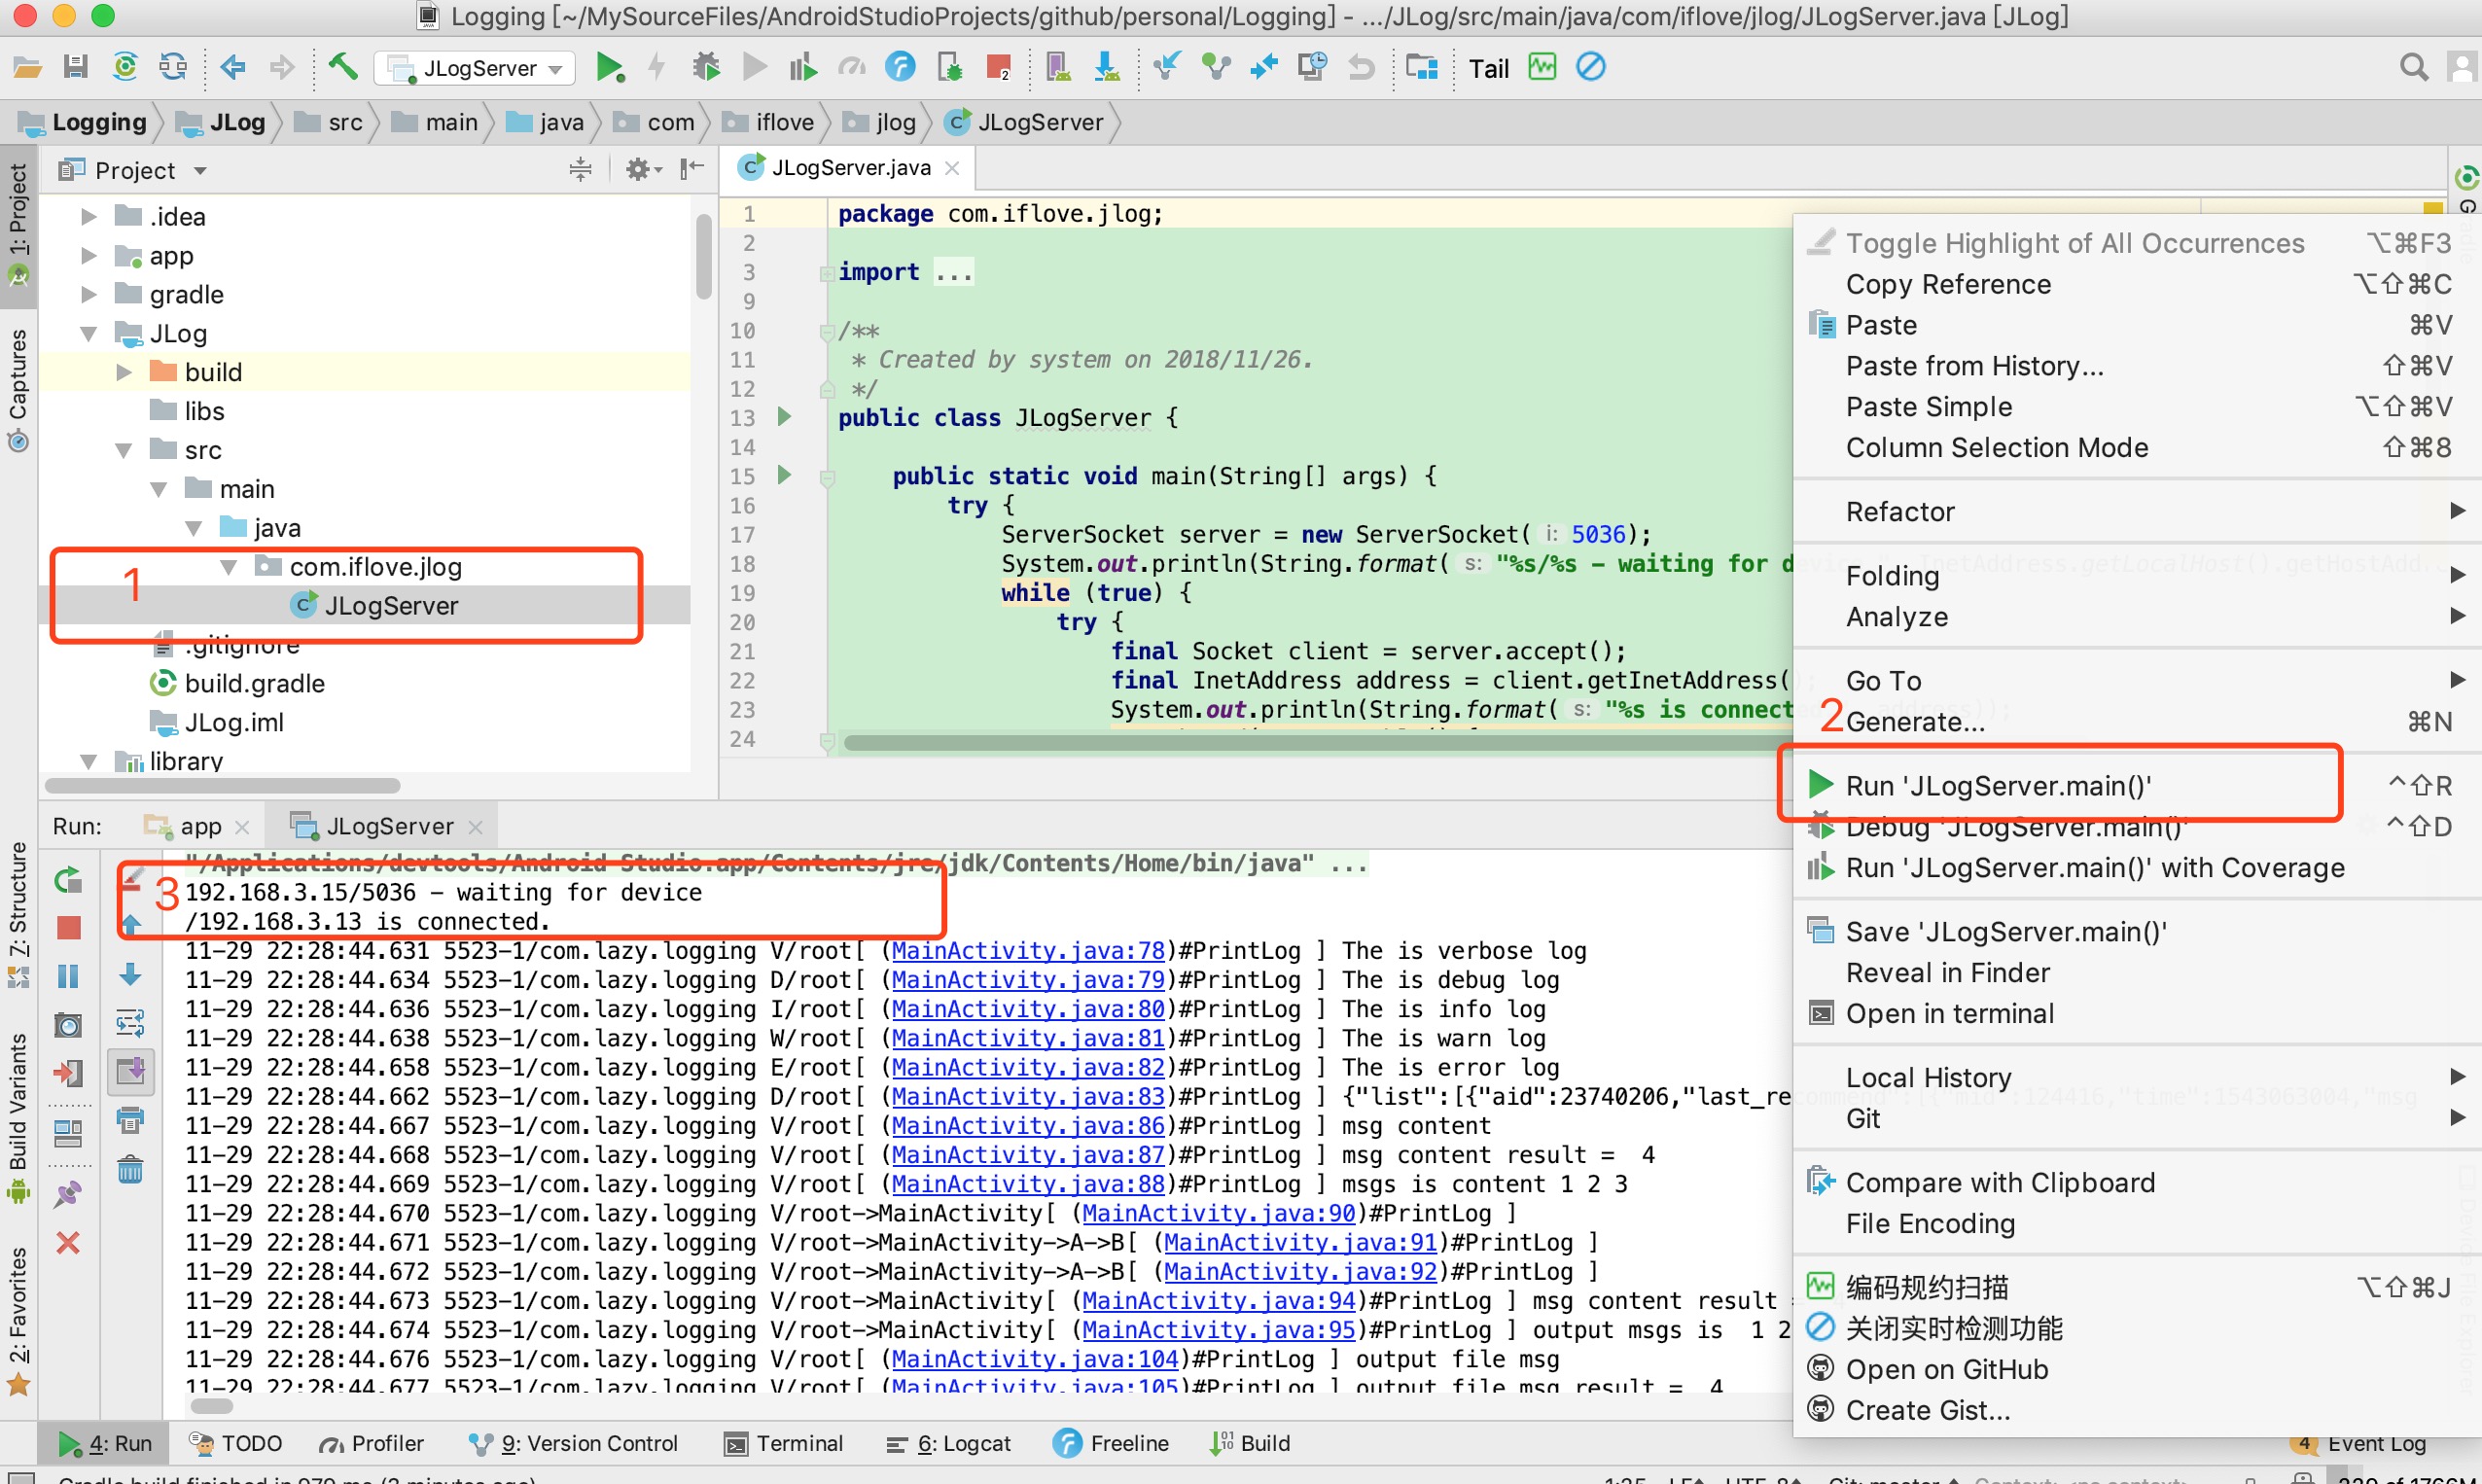 Logging [~/MySourceFiles/AndroidStudioProjects/github/personal/Logging] - .../JLog/src/main/java/com/iflove/jlog/JLogServer.java [JLog]
JLogServer
2
Tail
Logging
JLog
src
main
java
com
iflove
jlog
JLogServer
Project
.idea
app
gradle
JLog
build
libs
src
main
java
com.iflove.jlog
JLogServer
.gitignore
build.gradle
JLog.iml
library
1
1: Project
Captures
Z: Structure
Build Variants
2: Favorites
JLogServer.java
1 package com.iflove.jlog;
2
3 import ...
9
10 /**
11 * Created by system on 2018/11/26.
12 */
13 public class JLogServer {
14
15 public static void main(String[] args) {
16 try {
17 ServerSocket server = new ServerSocket( i: 5036);
18 System.out.println(String.format( s: "%s/%s - waiting for device", InetAddress.getLocalHost().getHostAdd
19 while (true) {
20 try {
21 final Socket client = server.accept();
22 final InetAddress address = client.getInetAddress();
23 System.out.println(String.format( s: "%s is connected", address));
24
Toggle Highlight of All Occurrences ⌥⌘F3
Copy Reference ⌥⇧⌘C
Paste ⌘V
Paste from History... ⇧⌘V
Paste Simple ⌥⇧⌘V
Column Selection Mode ⇧⌘8
Refactor
Folding
Analyze
Go To
2
Generate... ⌘N
Run 'JLogServer.main()' ^⇧R
Debug 'JLogServer.main()' ^⇧D
Run 'JLogServer.main()' with Coverage
Save 'JLogServer.main()'
Reveal in Finder
Open in terminal
Local History
Git
Compare with Clipboard
File Encoding
编码规约扫描 ⌥⇧⌘J
关闭实时检测功能
Open on GitHub
Create Gist...
Run:
app
JLogServer
"/Applications/devtools/Android Studio.app/Contents/jre/jdk/Contents/Home/bin/java" ...
3
192.168.3.15/5036 - waiting for device
/192.168.3.13 is connected.
11-29 22:28:44.631 5523-1/com.lazy.logging V/root[ (MainActivity.java:78)#PrintLog ] The is verbose log
11-29 22:28:44.634 5523-1/com.lazy.logging D/root[ (MainActivity.java:79)#PrintLog ] The is debug log
11-29 22:28:44.636 5523-1/com.lazy.logging I/root[ (MainActivity.java:80)#PrintLog ] The is info log
11-29 22:28:44.638 5523-1/com.lazy.logging W/root[ (MainActivity.java:81)#PrintLog ] The is warn log
11-29 22:28:44.658 5523-1/com.lazy.logging E/root[ (MainActivity.java:82)#PrintLog ] The is error log
11-29 22:28:44.662 5523-1/com.lazy.logging D/root[ (MainActivity.java:83)#PrintLog ] {"list":[{"aid":23740206,"last_recommend":[{"mid":124416,"time":1543063004,"msg
11-29 22:28:44.667 5523-1/com.lazy.logging V/root[ (MainActivity.java:86)#PrintLog ] msg content
11-29 22:28:44.668 5523-1/com.lazy.logging V/root[ (MainActivity.java:87)#PrintLog ] msg content result = 4
11-29 22:28:44.669 5523-1/com.lazy.logging V/root[ (MainActivity.java:88)#PrintLog ] msgs is content 1 2 3
11-29 22:28:44.670 5523-1/com.lazy.logging V/root->MainActivity[ (MainActivity.java:90)#PrintLog ]
11-29 22:28:44.671 5523-1/com.lazy.logging V/root->MainActivity->A->B[ (MainActivity.java:91)#PrintLog ]
11-29 22:28:44.672 5523-1/com.lazy.logging V/root->MainActivity->A->B[ (MainActivity.java:92)#PrintLog ]
11-29 22:28:44.673 5523-1/com.lazy.logging V/root->MainActivity[ (MainActivity.java:94)#PrintLog ] msg content result =
11-29 22:28:44.674 5523-1/com.lazy.logging V/root->MainActivity[ (MainActivity.java:95)#PrintLog ] output msgs is 1 2
11-29 22:28:44.676 5523-1/com.lazy.logging V/root[ (MainActivity.java:104)#PrintLog ] output file msg
11-29 22:28:44.677 5523-1/com.lazy.logging V/root[ (MainActivity.java:105)#PrintLog ] output file msg result = 4
4: Run
TODO
Profiler
9: Version Control
Terminal
6: Logcat
Freeline
Build
4 Event Log
Gradle build finished in 979 ms (3 minutes ago)